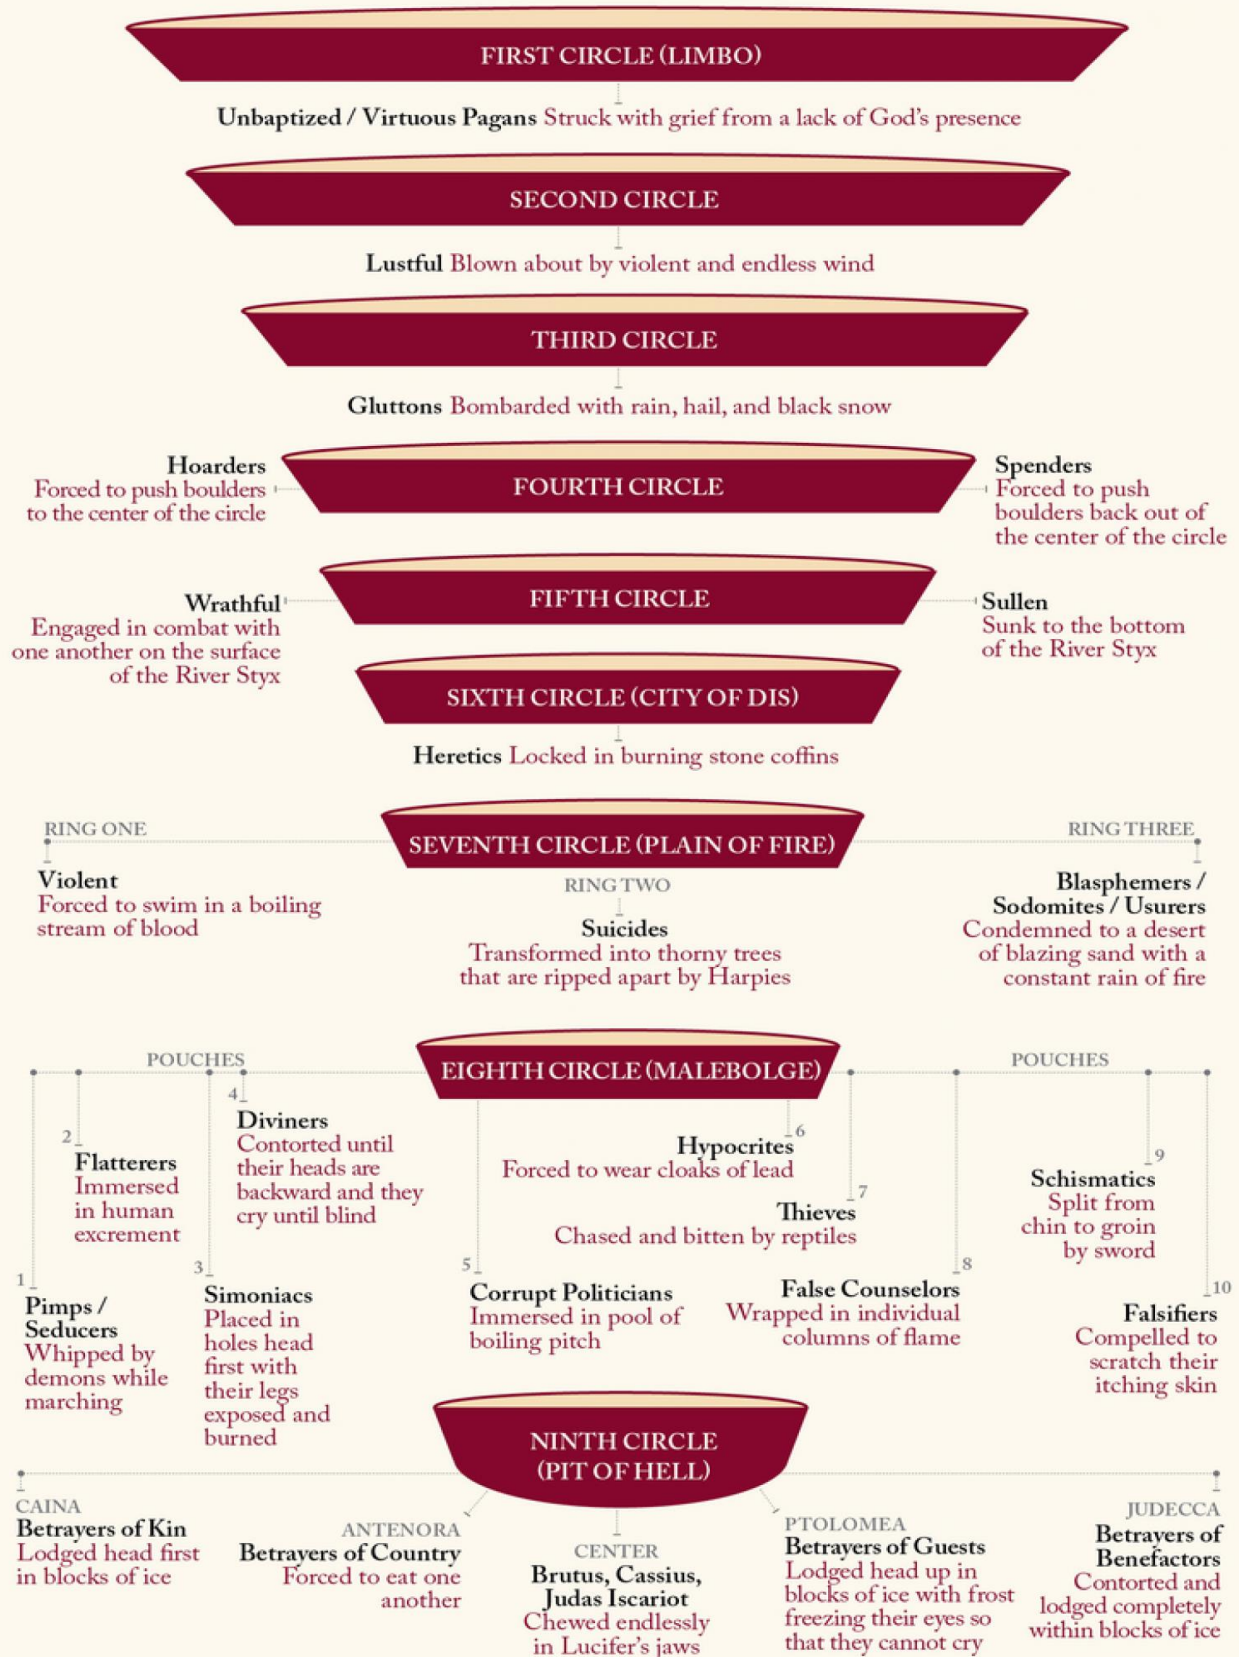 FIRST CIRCLE (LIMBO)
Unbaptized / Virtuous Pagans Struck with grief from a lack of God's presence
SECOND CIRCLE
Lustful Blown about by violent and endless wind
THIRD CIRCLE
Gluttons Bombarded with rain, hail, and black snow
Hoarders
Forced to push boulders
to the center of the circle
FOURTH CIRCLE
Spenders
Forced to push
boulders back out of
the center of the circle
Wrathful
Engaged in combat with
one another on the surface
of the River Styx
FIFTH CIRCLE
Sullen
Sunk to the bottom
of the River Styx
SIXTH CIRCLE (CITY OF DIS)
Heretics Locked in burning stone coffins
SEVENTH CIRCLE (PLAIN OF FIRE)
RING ONE
Violent
Forced to swim in a boiling
stream of blood
RING TWO
Suicides
Transformed into thorny trees
that are ripped apart by Harpies
RING THREE
Blasphemers /
Sodomites / Usurers
Condemned to a desert
of blazing sand with a
constant rain of fire
EIGHTH CIRCLE (MALEBOLGE)
POUCHES
POUCHES
1
Pimps /
Seducers
Whipped by
demons while
marching
2
Flatterers
Immersed
in human
excrement
3
Simoniacs
Placed in
holes head
first with
their legs
exposed and
burned
4
Diviners
Contorted until
their heads are
backward and they
cry until blind
5
Corrupt Politicians
Immersed in pool of
boiling pitch
6
Hypocrites
Forced to wear cloaks of lead
7
Thieves
Chased and bitten by reptiles
8
False Counselors
Wrapped in individual
columns of flame
9
Schismatics
Split from
chin to groin
by sword
10
Falsifiers
Compelled to
scratch their
itching skin
NINTH CIRCLE
(PIT OF HELL)
CAINA
Betrayers of Kin
Lodged head first
in blocks of ice
ANTENORA
Betrayers of Country
Forced to eat one
another
CENTER
Brutus, Cassius,
Judas Iscariot
Chewed endlessly
in Lucifer's jaws
PTOLOMEA
Betrayers of Guests
Lodged head up in
blocks of ice with frost
freezing their eyes so
that they cannot cry
JUDECCA
Betrayers of
Benefactors
Contorted and
lodged completely
within blocks of ice